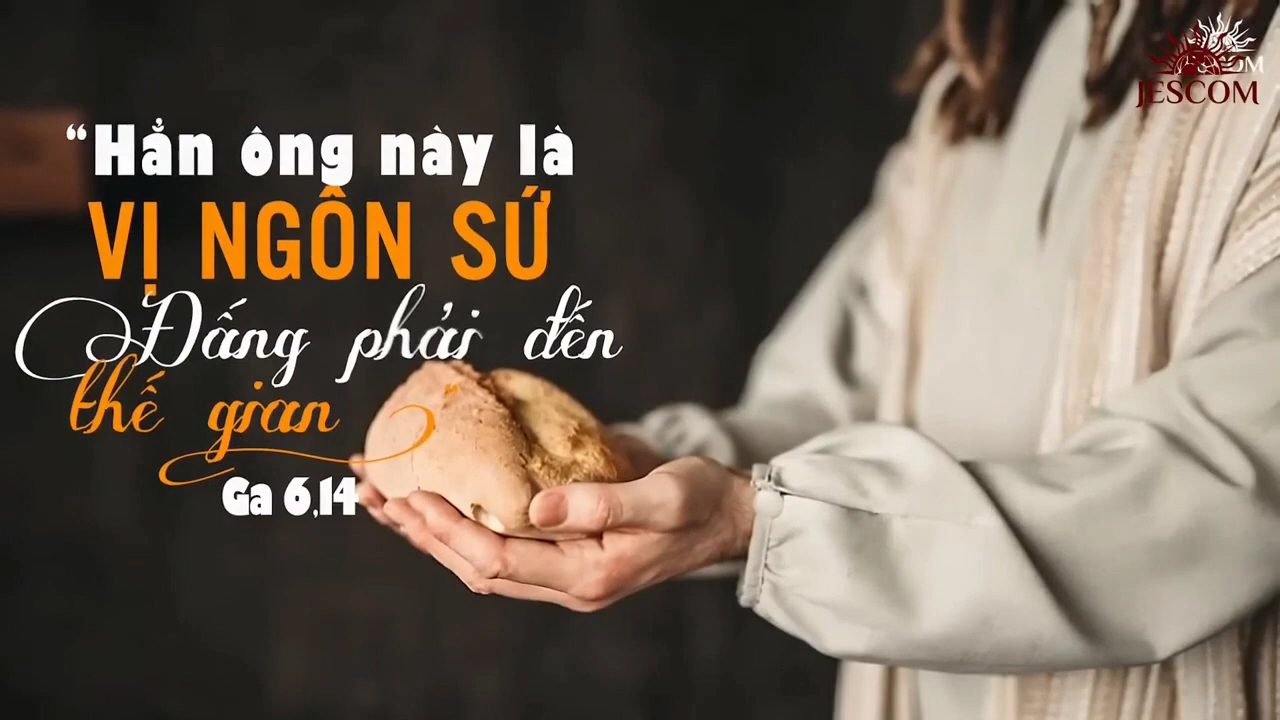 “Hẳn ông này là
VỊ NGÔN SỨ
Đấng phải đến
thế gian”
Ga 6,14
JESCOM